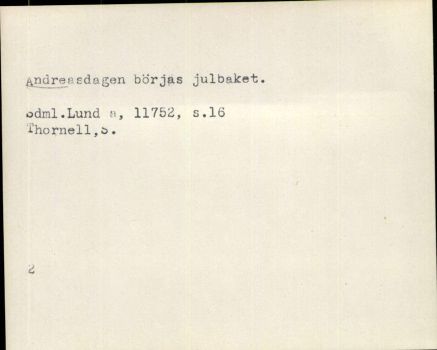 Andreasdagen börjas julbaket.
Sdml.Lund a, 11752, s.16
Thornell,S.
2